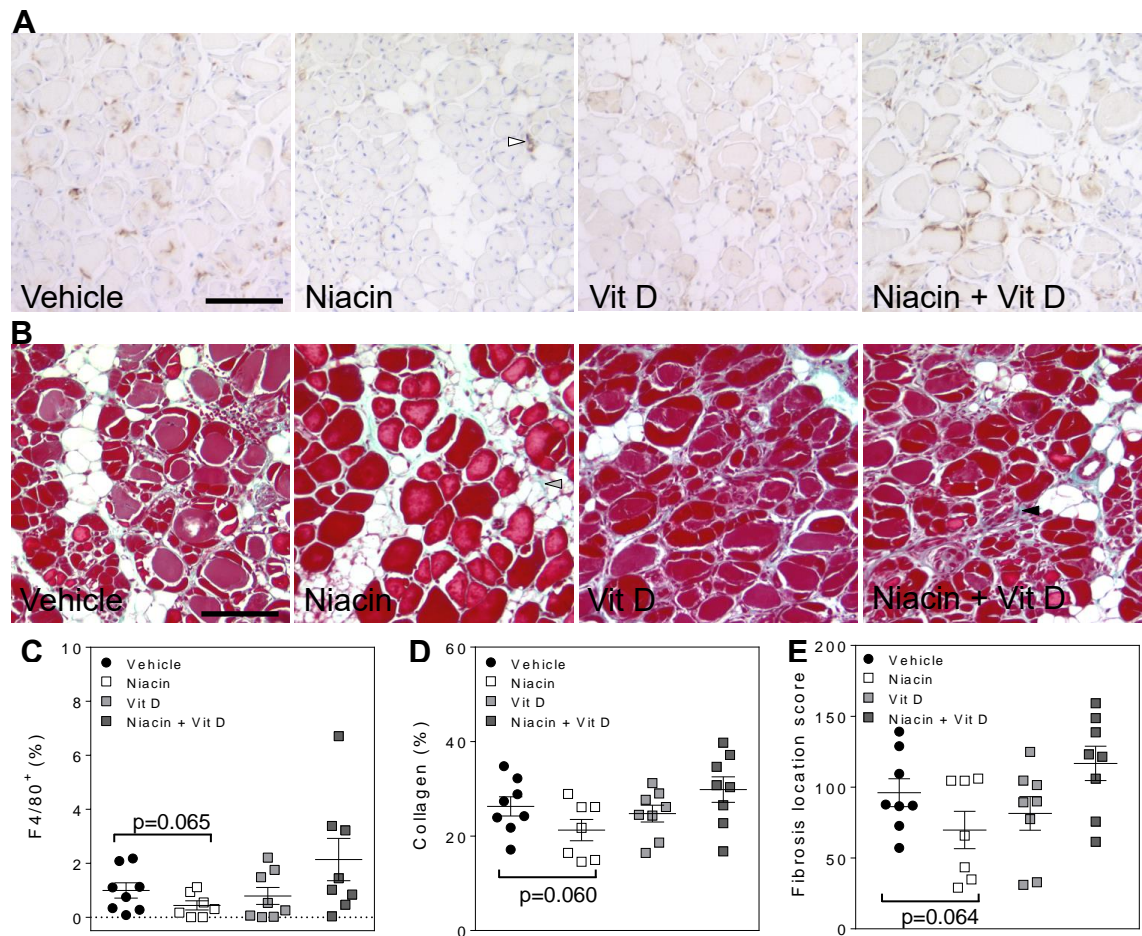 A
Vehicle
Niacin
Vit D
Niacin + Vit D
B
Vehicle
Niacin
Vit D
Niacin + Vit D
C
10
8
6
4
2
0
F4/80⁺ (%)
Vehicle
Niacin
Vit D
Niacin + Vit D
p=0.065
D
60
40
20
0
Collagen (%)
Vehicle
Niacin
Vit D
Niacin + Vit D
p=0.060
E
200
150
100
50
0
Fibrosis location score
Vehicle
Niacin
Vit D
Niacin + Vit D
p=0.064